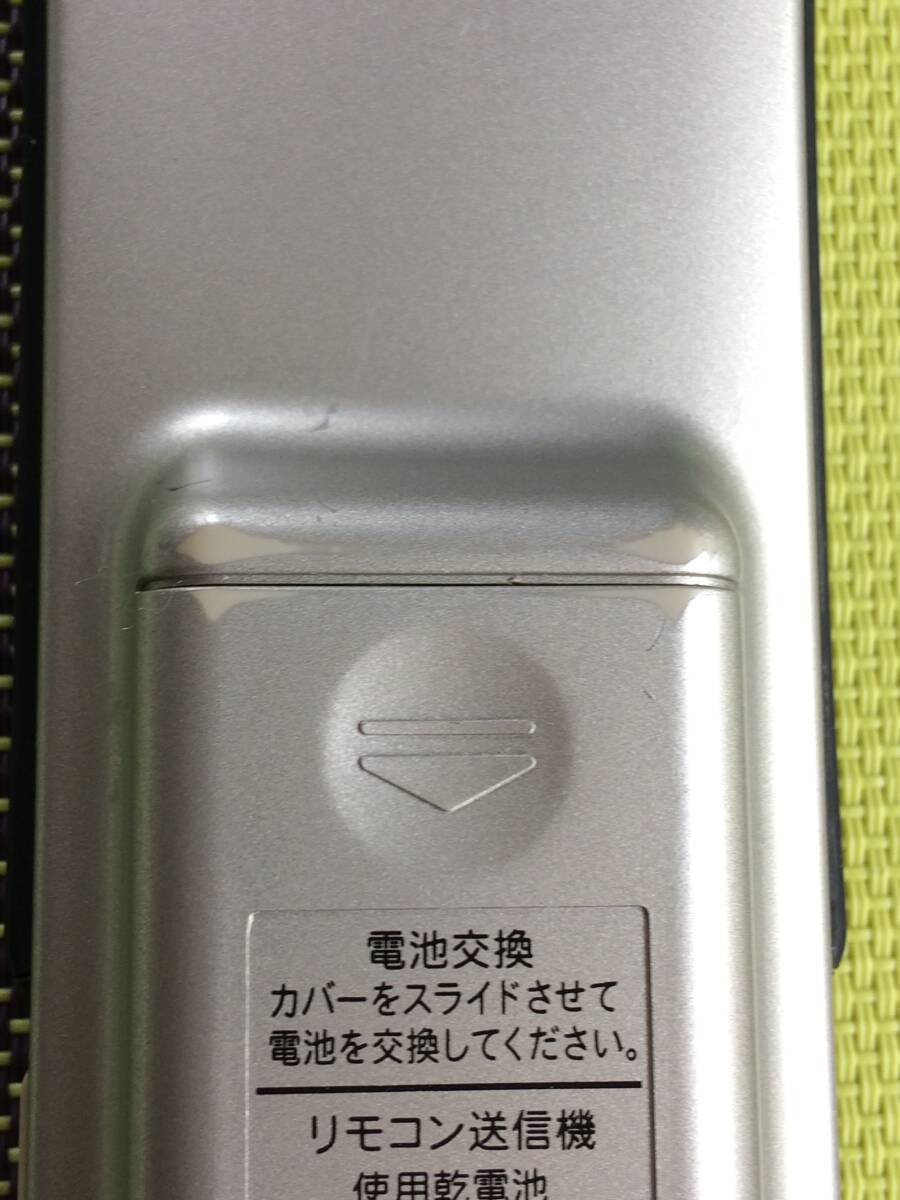 電池交換
カバーをスライドさせて
電池を交換してください。
リモコン送信機
使用乾電池